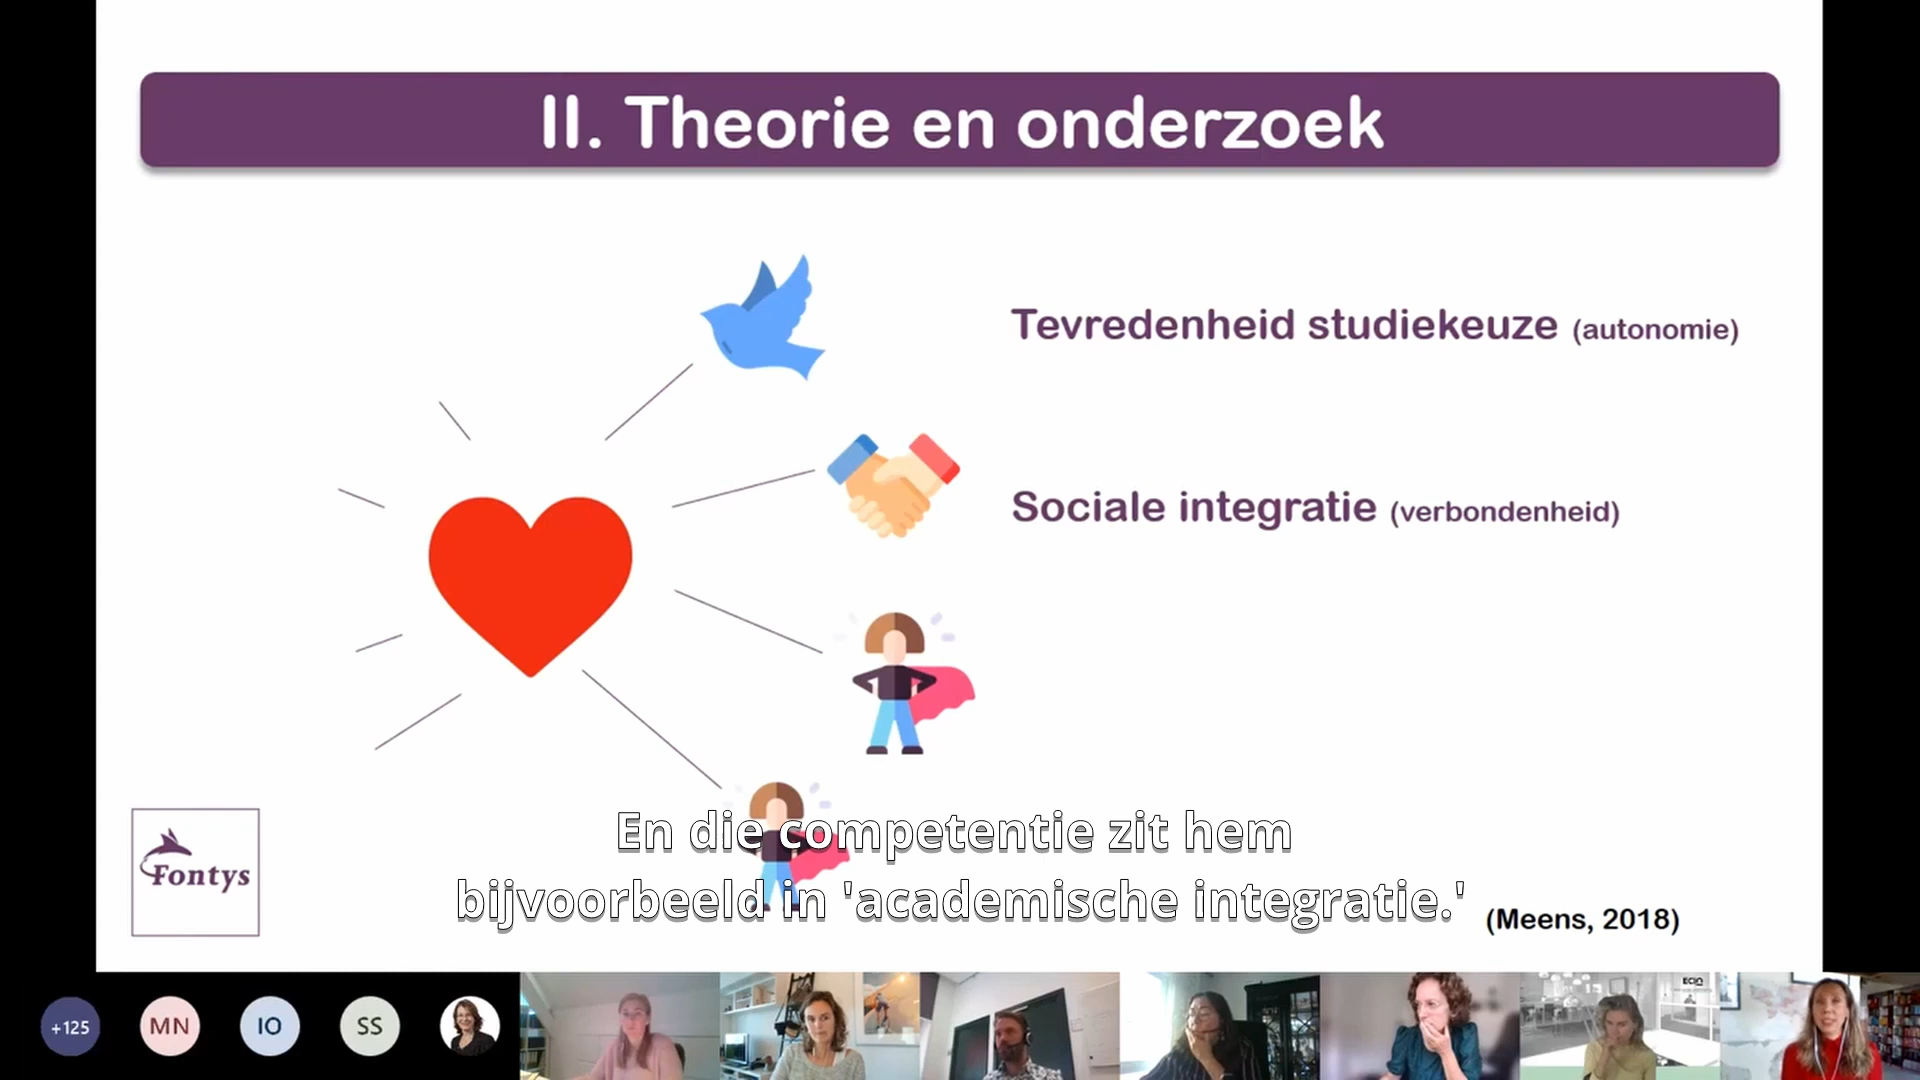 II. Theorie en onderzoek
Tevredenheid studiekeuze (autonomie)
Sociale integratie (verbondenheid)
En die competentie zit hem
bijvoorbeeld in 'academische integratie.'
Fontys
(Meens, 2018)
+125
MN
IO
SS
ECIO